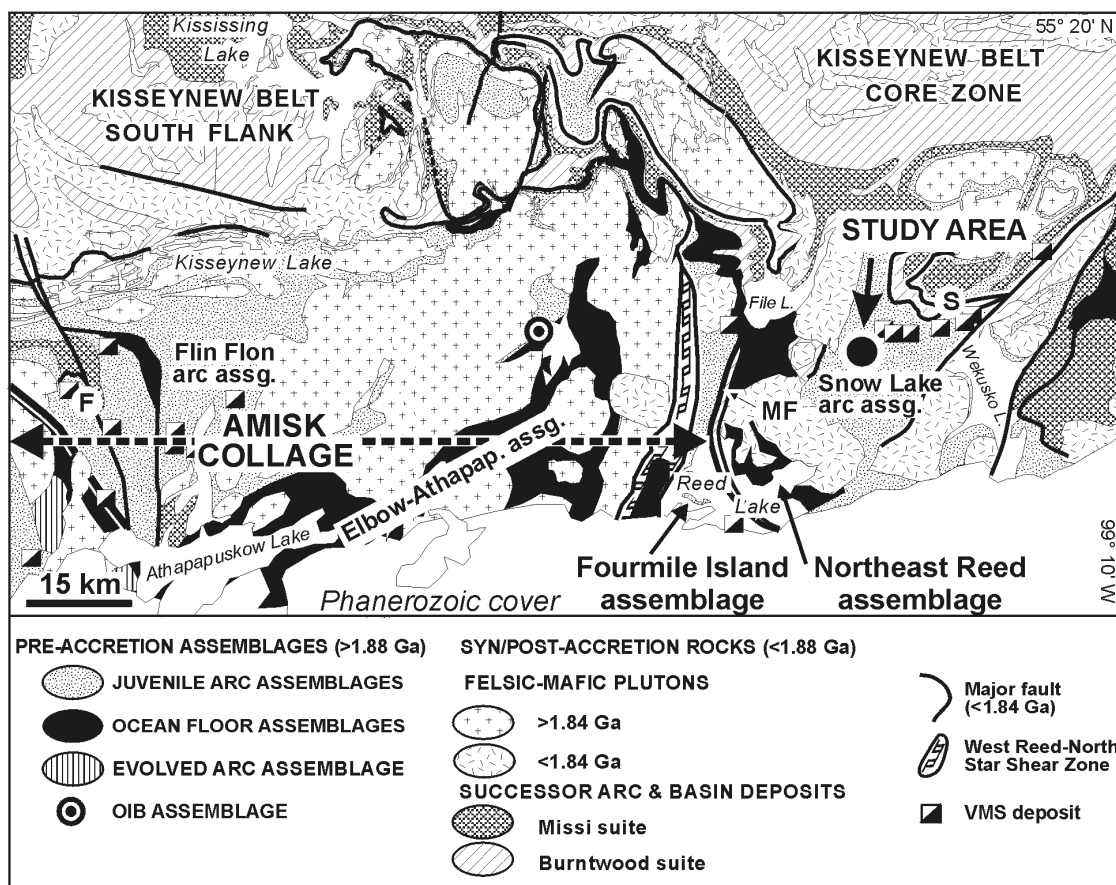 Kississing
Lake
55° 20' N
KISSEYNEW BELT
SOUTH FLANK
KISSEYNEW BELT
CORE ZONE
STUDY AREA
Kisseynew Lake
File L.
S
Flin Flon
arc assg.
F
Snow Lake
arc assg.
Wekusko L.
MF
AMISK
COLLAGE
Elbow-Athapap. assg.
Reed
Lake
Athapapuskow Lake
99° 10' W
15 km
Phanerozoic cover
Fourmile Island
assemblage
Northeast Reed
assemblage
PRE-ACCRETION ASSEMBLAGES (>1.88 Ga)
JUVENILE ARC ASSEMBLAGES
OCEAN FLOOR ASSEMBLAGES
EVOLVED ARC ASSEMBLAGE
OIB ASSEMBLAGE
SYN/POST-ACCRETION ROCKS (<1.88 Ga)
FELSIC-MAFIC PLUTONS
>1.84 Ga
<1.84 Ga
SUCCESSOR ARC & BASIN DEPOSITS
Missi suite
Burntwood suite
Major fault
(<1.84 Ga)
West Reed-North
Star Shear Zone
VMS deposit